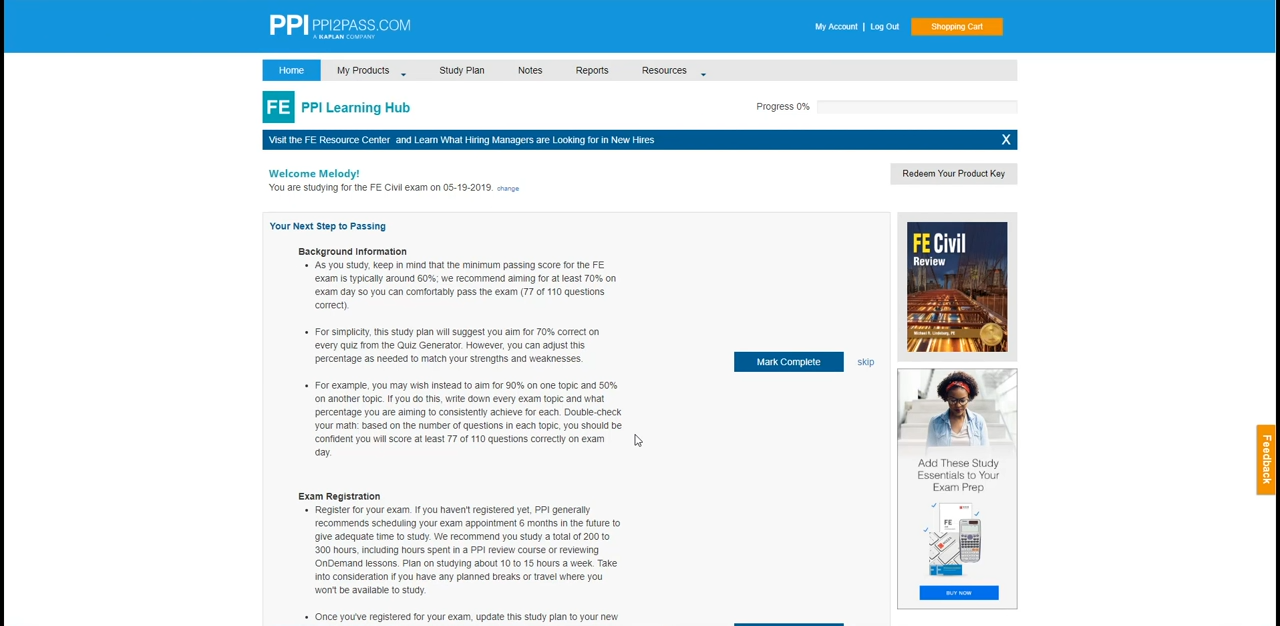 PPI PPI2PASS.COM
A KAPLAN COMPANY
My Account | Log Out Shopping Cart
Home My Products Study Plan Notes Reports Resources
FE PPI Learning Hub Progress 0%
Visit the FE Resource Center and Learn What Hiring Managers are Looking for in New Hires X
Welcome Melody! Redeem Your Product Key
You are studying for the FE Civil exam on 05-19-2019. change
Your Next Step to Passing
Background Information
• As you study, keep in mind that the minimum passing score for the FE
exam is typically around 60%; we recommend aiming for at least 70% on
exam day so you can comfortably pass the exam (77 of 110 questions
correct).
• For simplicity, this study plan will suggest you aim for 70% correct on
every quiz from the Quiz Generator. However, you can adjust this
percentage as needed to match your strengths and weaknesses.
• For example, you may wish instead to aim for 90% on one topic and 50%
on another topic. If you do this, write down every exam topic and what
percentage you are aiming to consistently achieve for each. Double-check
your math: based on the number of questions in each topic, you should be
confident you will score at least 77 of 110 questions correctly on exam
day.
Mark Complete skip
Exam Registration
• Register for your exam. If you haven't registered yet, PPI generally
recommends scheduling your exam appointment 6 months in the future to
give adequate time to study. We recommend you study a total of 200 to
300 hours, including hours spent in a PPI review course or reviewing
OnDemand lessons. Plan on studying about 10 to 15 hours a week. Take
into consideration if you have any planned breaks or travel where you
won't be available to study.
• Once you've registered for your exam, update this study plan to your new
FE Civil
Review
Michael R. Lindeburg, PE
Add These Study
Essentials to Your
Exam Prep
FE
BUY NOW
Feedback